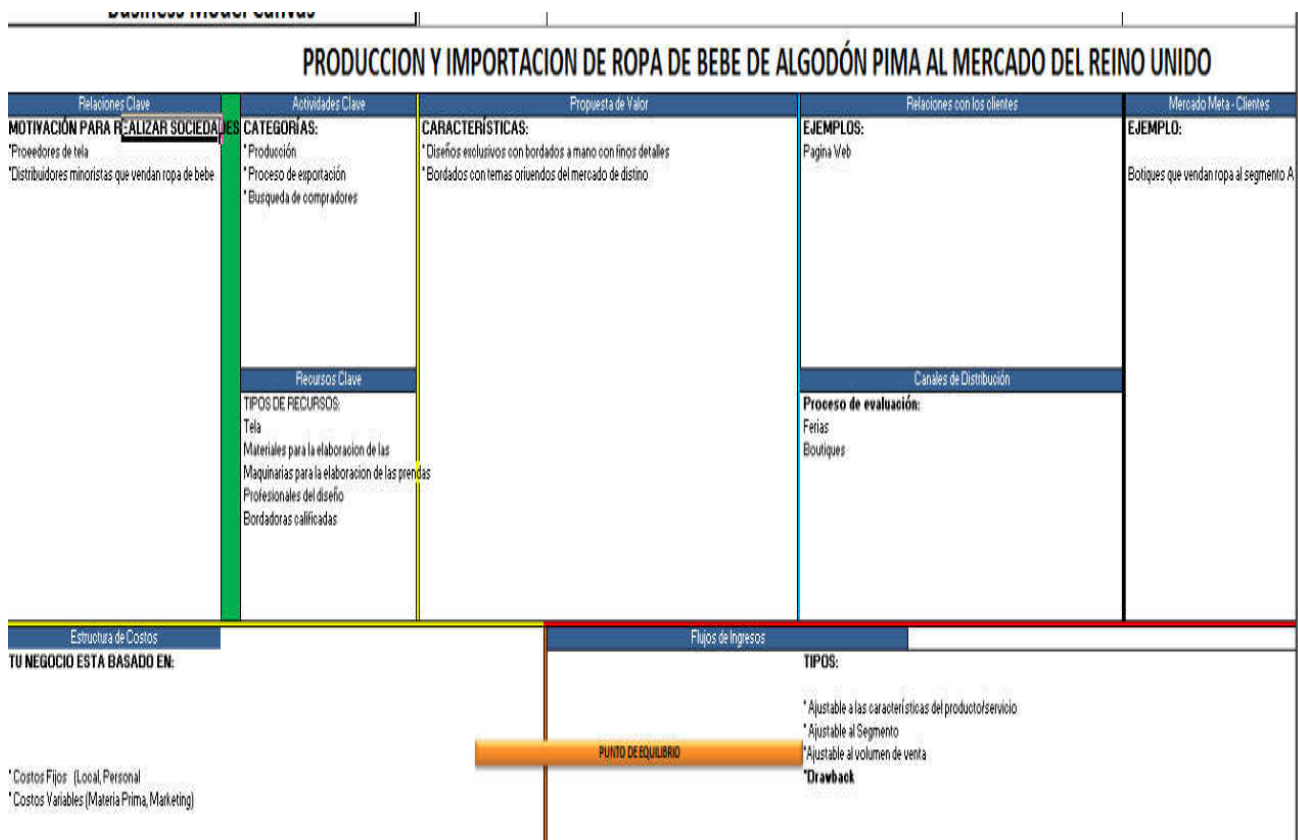 Business Model Canvas
PRODUCCION Y IMPORTACION DE ROPA DE BEBE DE ALGODÓN PIMA AL MERCADO DEL REINO UNIDO
Relaciones Clave
MOTIVACIÓN PARA REALIZAR SOCIEDADES
*Proeedores de tela
*Distribuidores minoristas que vendan ropa de bebe
Actividades Clave
CATEGORÍAS:
*Producción
*Proceso de exportación
*Busqueda de compradores
Recursos Clave
TIPOS DE RECURSOS:
Tela
Materiales para la elaboracion de las
Maquinarias para la elaboracion de las prendas
Profesionales del diseño
Bordadoras calificadas
Propuesta de Valor
CARACTERÍSTICAS:
*Diseños exclusivos con bordados a mano con finos detalles
*Bordados con temas oriuendos del mercado de distino
Relaciones con los clientes
EJEMPLOS:
Pagina Web
Canales de Distribución
Proceso de evaluación:
Ferias
Boutiques
Mercado Meta - Clientes
EJEMPLO:
Botiques que vendan ropa al segmento A
Estructura de Costos
TU NEGOCIO ESTA BASADO EN:
*Costos Fijos (Local, Personal
*Costos Variables (Materia Prima, Marketing)
PUNTO DE EQUILIBRIO
Flujos de Ingresos
TIPOS:
*Ajustable a las características del producto/servicio
*Ajustable al Segmento
*Ajustable al volumen de venta
*Drawback